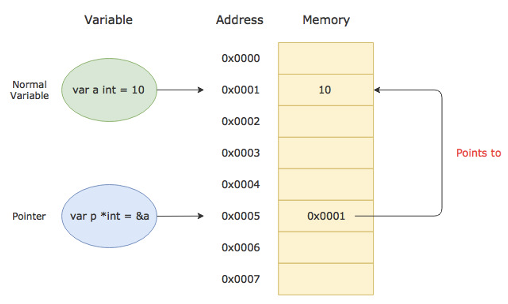 Variable Address Memory
0x0000
Normal
Variable
var a int = 10
0x0001
10
0x0002
0x0003
Points to
0x0004
Pointer
var p *int = &a
0x0005
0x0001
0x0006
0x0007